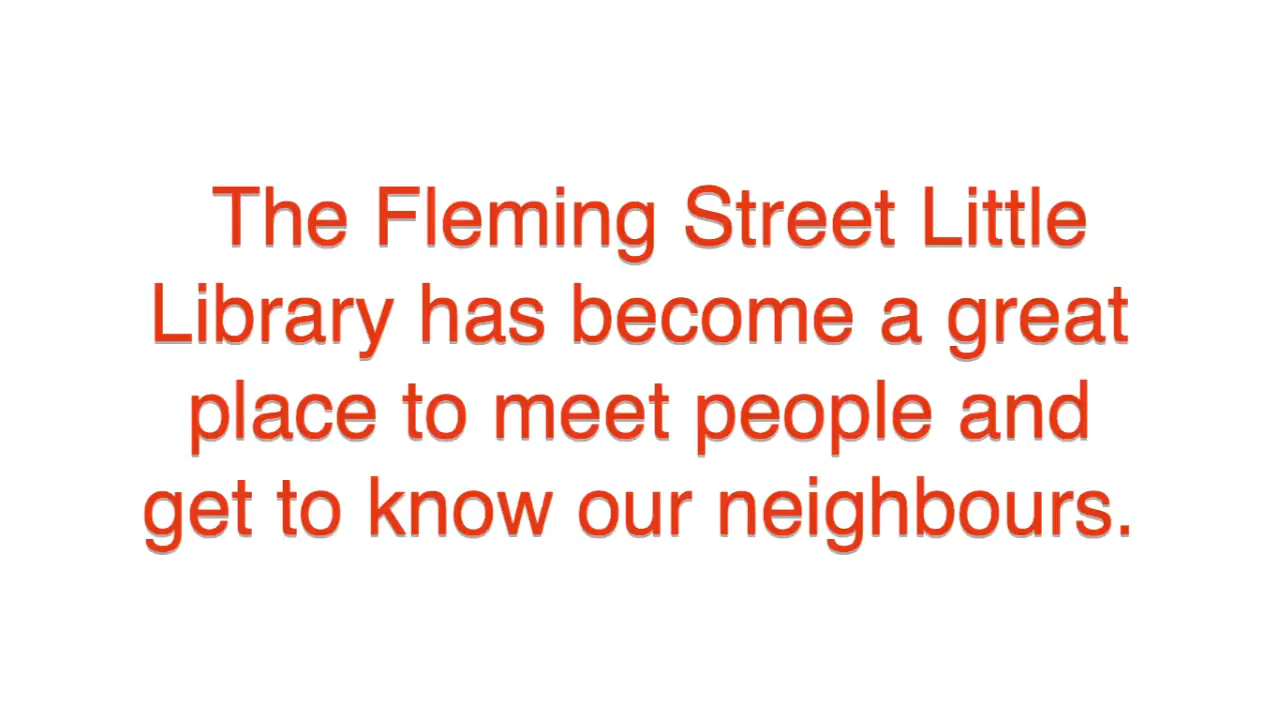 The Fleming Street Little
Library has become a great
place to meet people and
get to know our neighbours.